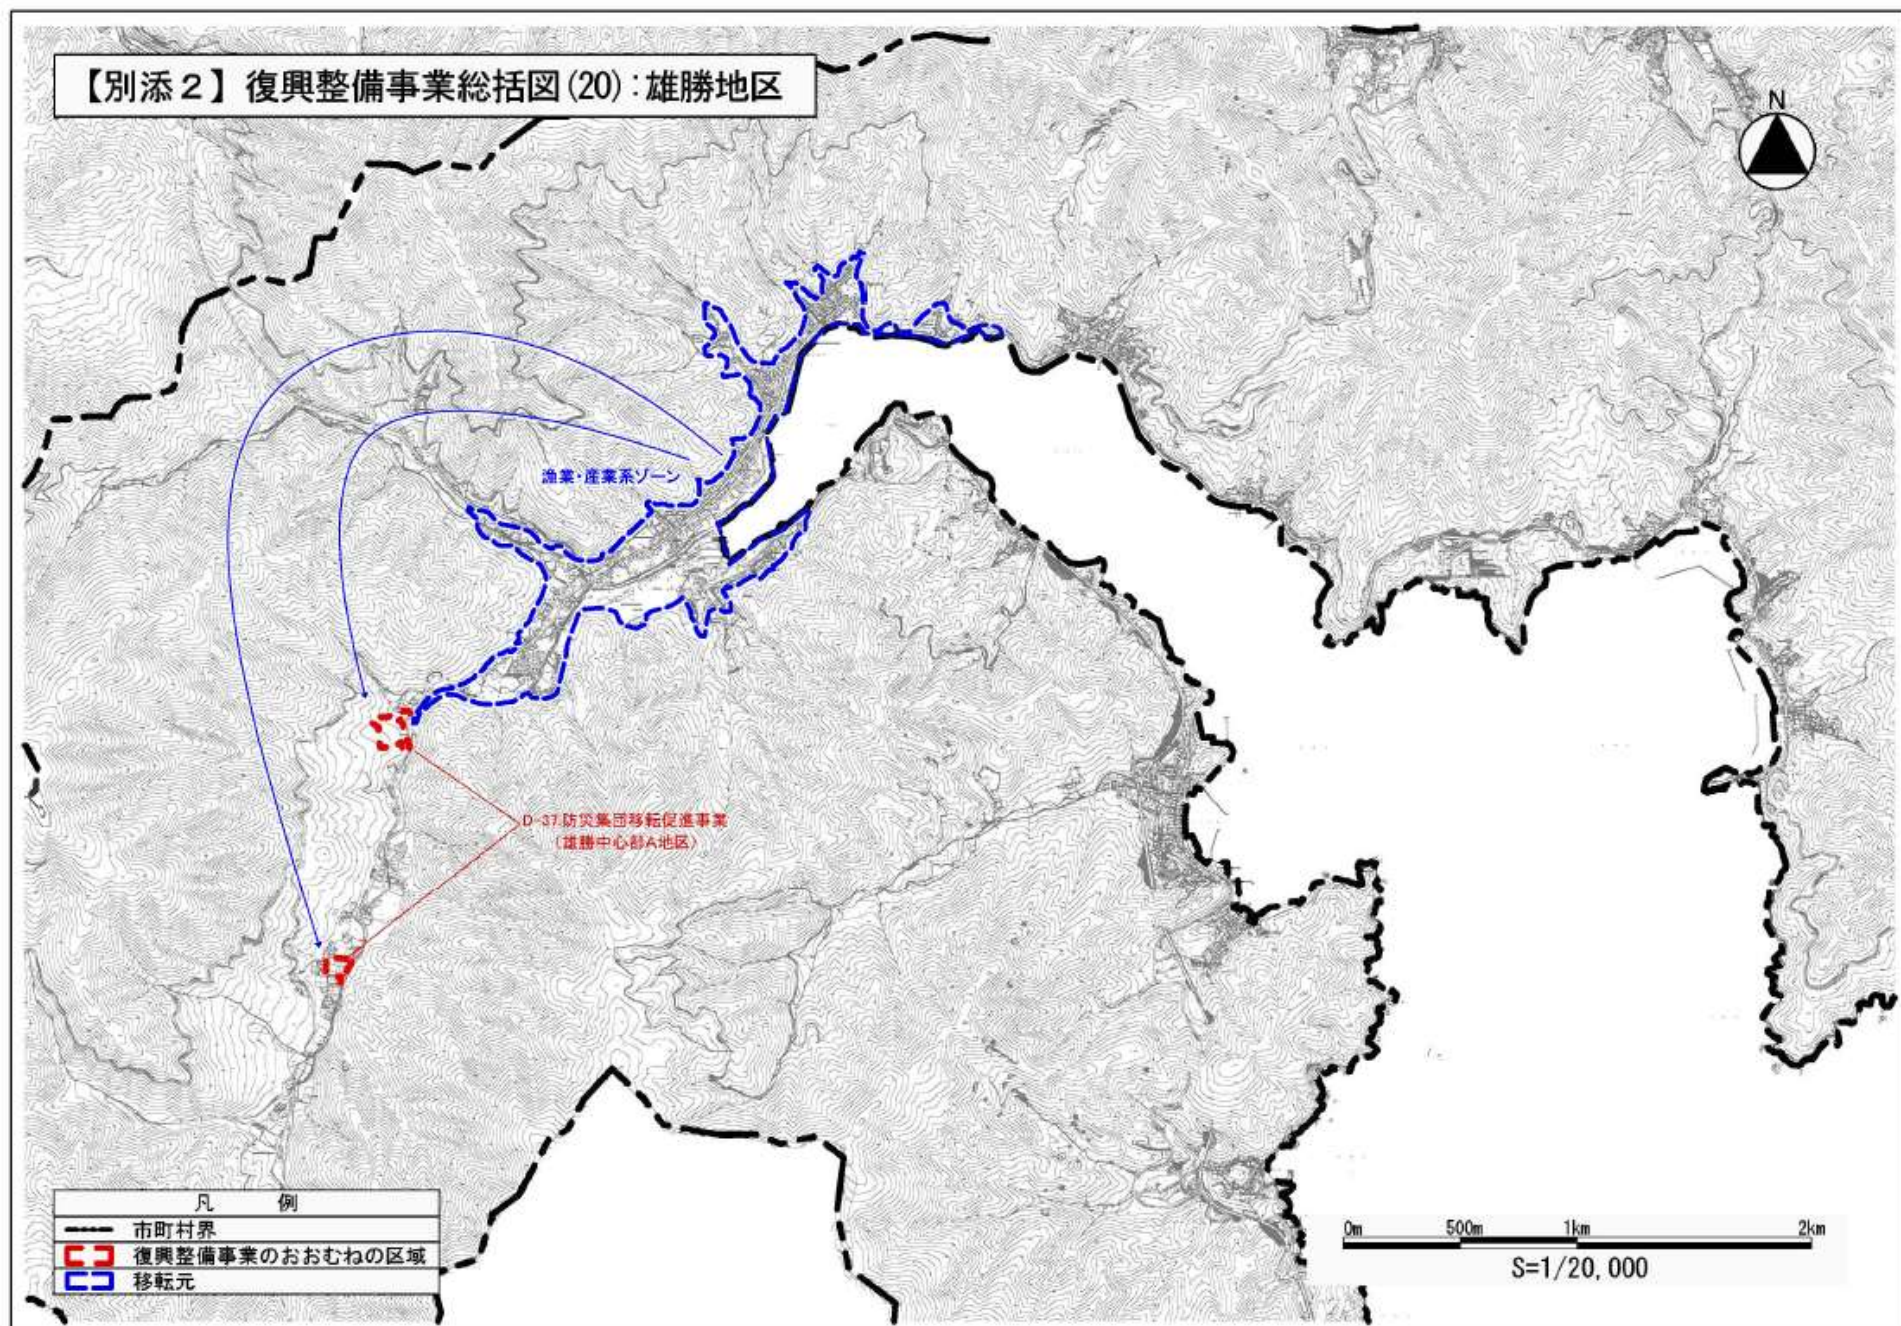 【別添２】復興整備事業総括図(20):雄勝地区
N
漁業・産業系ゾーン
D-37.防災集団移転促進事業
(雄勝中心部A地区)
凡 例
市町村界
復興整備事業のおおむねの区域
移転元
0m 500m 1km 2km
S=1/20,000